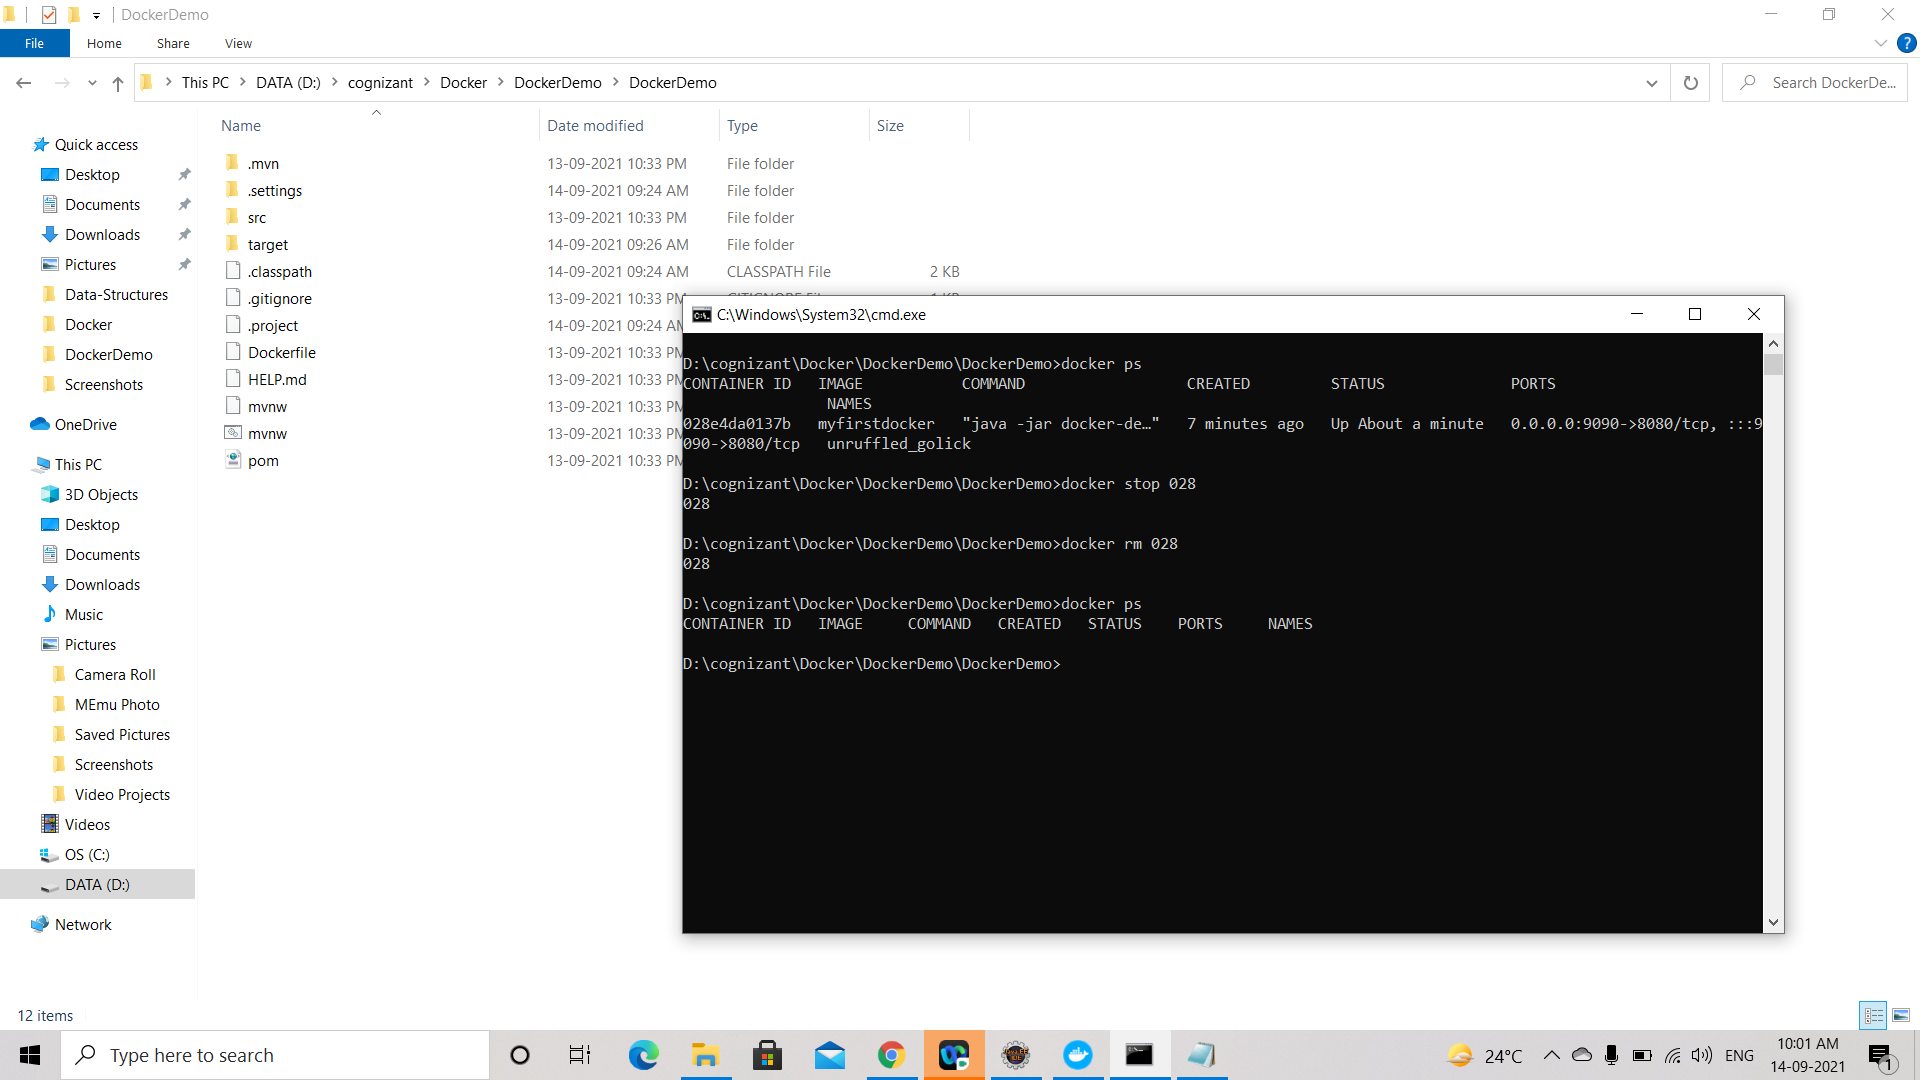 DockerDemo
File Home Share View
This PC DATA (D:) cognizant Docker DockerDemo DockerDemo
Search DockerDe...
Name Date modified Type Size
Quick access
Desktop
Documents
Downloads
Pictures
Data-Structures
Docker
DockerDemo
Screenshots
OneDrive
This PC
3D Objects
Desktop
Documents
Downloads
Music
Pictures
Camera Roll
MEmu Photo
Saved Pictures
Screenshots
Video Projects
Videos
OS (C:)
DATA (D:)
Network
.mvn 13-09-2021 10:33 PM File folder
.settings 14-09-2021 09:24 AM File folder
src 13-09-2021 10:33 PM File folder
target 14-09-2021 09:26 AM File folder
.classpath 14-09-2021 09:24 AM CLASSPATH File 2 KB
.gitignore 13-09-2021 10:33 PM
.project 14-09-2021 09:24 AM
Dockerfile 13-09-2021 10:33 PM
HELP.md 13-09-2021 10:33 PM
mvnw 13-09-2021 10:33 PM
mvnw 13-09-2021 10:33 PM
pom 13-09-2021 10:33 PM
C:\Windows\System32\cmd.exe
D:\cognizant\Docker\DockerDemo\DockerDemo>docker ps
CONTAINER ID IMAGE COMMAND CREATED STATUS PORTS
NAMES
028e4da0137b myfirstdocker "java -jar docker-de…" 7 minutes ago Up About a minute 0.0.0.0:9090->8080/tcp, :::9
090->8080/tcp unruffled_golick
D:\cognizant\Docker\DockerDemo\DockerDemo>docker stop 028
028
D:\cognizant\Docker\DockerDemo\DockerDemo>docker rm 028
028
D:\cognizant\Docker\DockerDemo\DockerDemo>docker ps
CONTAINER ID IMAGE COMMAND CREATED STATUS PORTS NAMES
D:\cognizant\Docker\DockerDemo\DockerDemo>
12 items
Type here to search
24°C
ENG
10:01 AM
14-09-2021
1